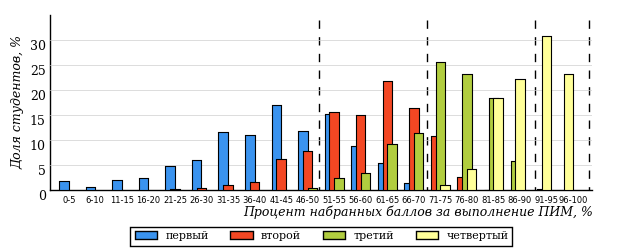 Доля студентов, %
30
25
20
15
10
5
0
0-5 6-10 11-15 16-20 21-25 26-30 31-35 36-40 41-45 46-50 51-55 56-60 61-65 66-70 71-75 76-80 81-85 86-90 91-95 96-100
Процент набранных баллов за выполнение ПИМ, %
первый второй третий четвертый